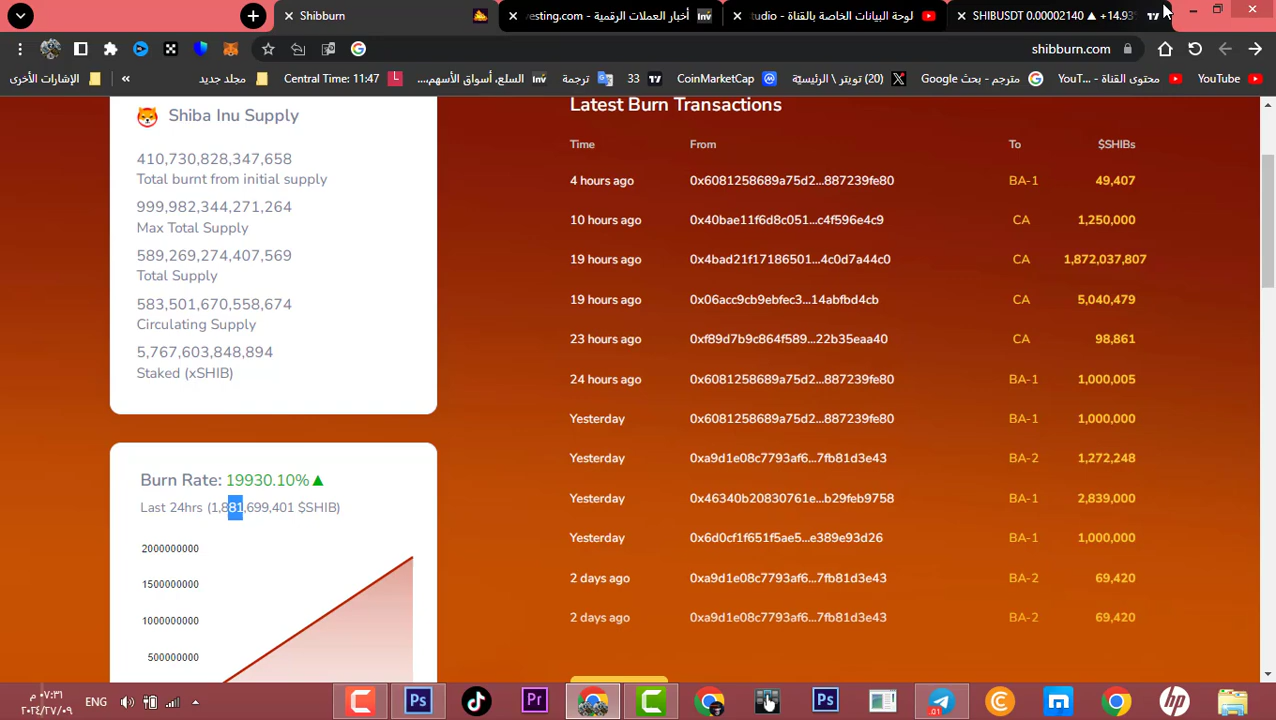 Shibburn
أخبار العملات الرقمية - vesting.com
لوحة البيانات الخاصة بالقناة - tudio
SHIBUSDT 0.00002140 ▲ +14.93%
shibburn.com
الإشارات الأخرى
مجلد جديد
Central Time: 11:47
السلع، أسواق الأسهم،...
ترجمة
33
CoinMarketCap
(20) تويتر \ الرئيسية
مترجم - بحث Google
محتوى القناة - YouT...
YouTube
Shiba Inu Supply
410,730,828,347,658
Total burnt from initial supply
999,982,344,271,264
Max Total Supply
589,269,274,407,569
Total Supply
583,501,670,558,674
Circulating Supply
5,767,603,848,894
Staked (xSHIB)
Burn Rate: 19930.10% ▲
Last 24hrs (1,881,699,401 $SHIB)
2000000000
1500000000
1000000000
500000000
Latest Burn Transactions
Time From To $SHIBs
4 hours ago 0x6081258689a75d2...887239fe80 BA-1 49,407
10 hours ago 0x40bae11f6d8c051...c4f596e4c9 CA 1,250,000
19 hours ago 0x4bad21f17186501...4c0d7a44c0 CA 1,872,037,807
19 hours ago 0x06acc9cb9ebfec3...14abfbd4cb CA 5,040,479
23 hours ago 0xf89d7b9c864f589...22b35eaa40 CA 98,861
24 hours ago 0x6081258689a75d2...887239fe80 BA-1 1,000,005
Yesterday 0x6081258689a75d2...887239fe80 BA-1 1,000,000
Yesterday 0xa9d1e08c7793af6...7fb81d3e43 BA-2 1,272,248
Yesterday 0x46340b20830761e...b29feb9758 BA-1 2,839,000
Yesterday 0x6d0cf1f651f5ae5...e389e93d26 BA-1 1,000,000
2 days ago 0xa9d1e08c7793af6...7fb81d3e43 BA-2 69,420
2 days ago 0xa9d1e08c7793af6...7fb81d3e43 BA-2 69,420
ENG
٠٧:٣١ م
٢٠٢٤/٢٧/٠٩